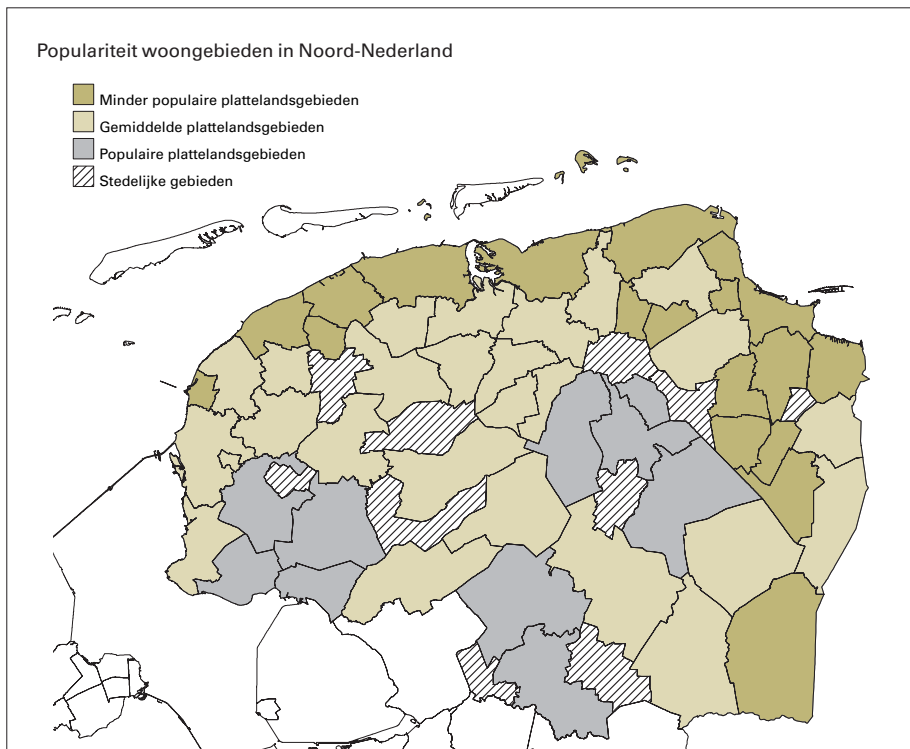 Populariteit woongebieden in Noord-Nederland
Minder populaire plattelandsgebieden
Gemiddelde plattelandsgebieden
Populaire plattelandsgebieden
Stedelijke gebieden